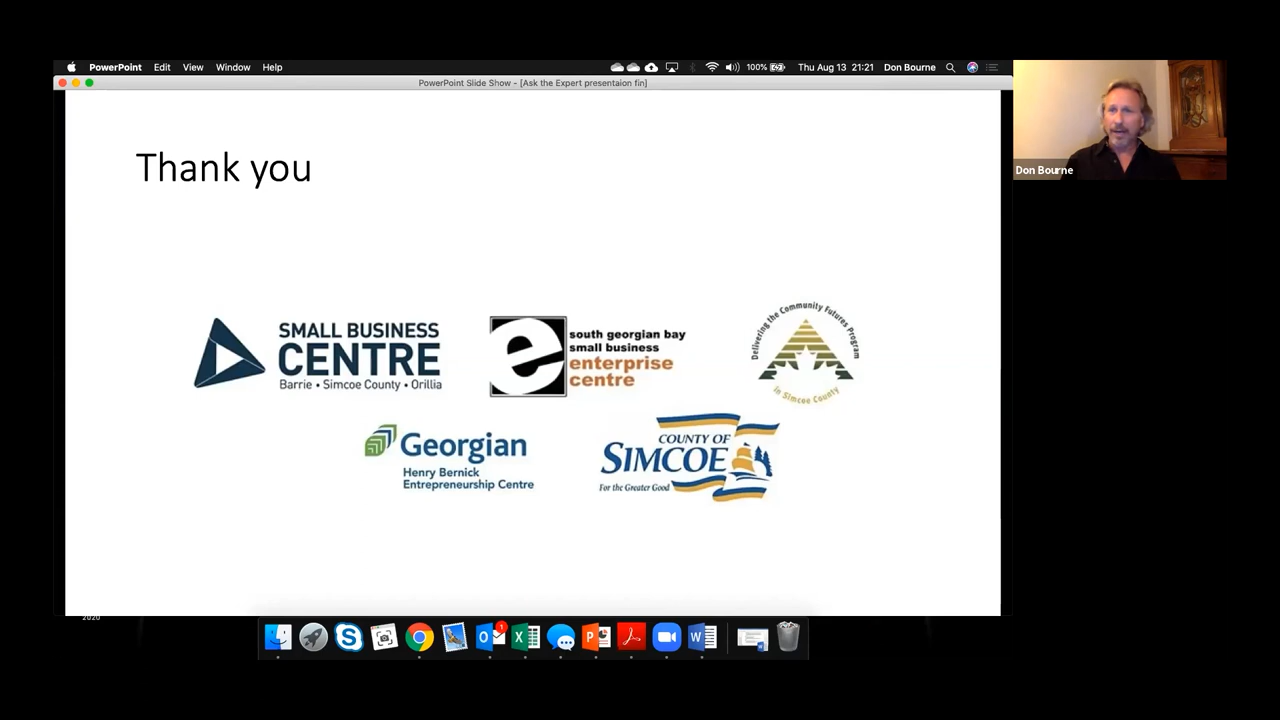 PowerPoint Edit View Window Help 100% Thu Aug 13 21:21 Don Bourne
PowerPoint Slide Show - [Ask the Expert presentaion fin]
Don Bourne
Thank you
SMALL BUSINESS
CENTRE
Barrie • Simcoe County • Orillia
e
south georgian bay
small business
enterprise
centre
Delivering the Community Futures Program
in Simcoe County
Georgian
Henry Bernick
Entrepreneurship Centre
COUNTY OF
SIMCOE
For the Greater Good
2020
1